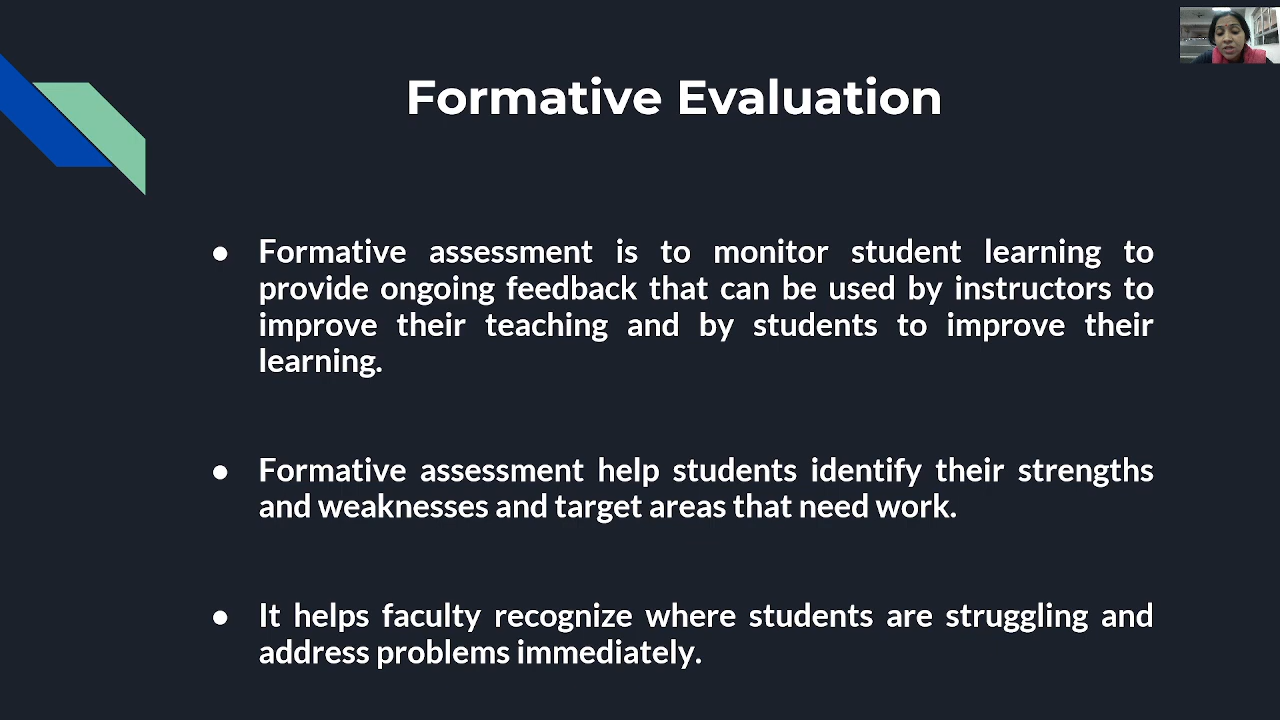 Formative Evaluation
● Formative assessment is to monitor student learning to
provide ongoing feedback that can be used by instructors to
improve their teaching and by students to improve their
learning.
● Formative assessment help students identify their strengths
and weaknesses and target areas that need work.
● It helps faculty recognize where students are struggling and
address problems immediately.